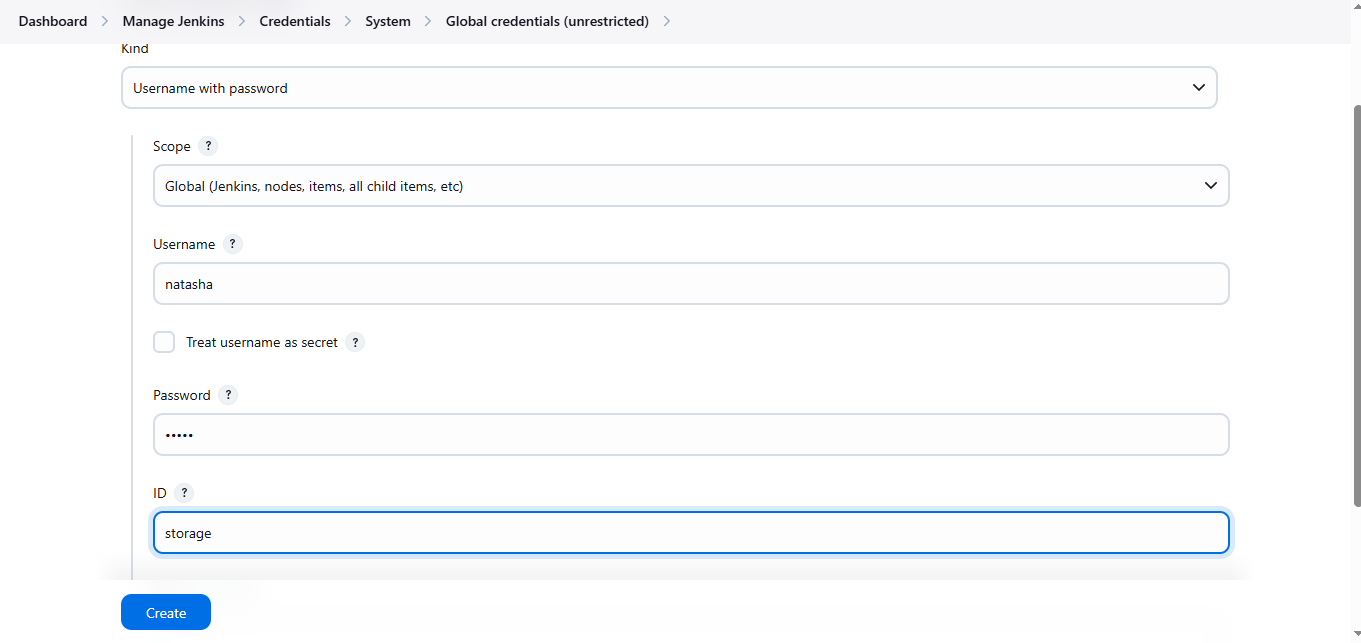 Dashboard > Manage Jenkins > Credentials > System > Global credentials (unrestricted) >
Kind
Username with password
Scope ?
Global (Jenkins, nodes, items, all child items, etc)
Username ?
natasha
Treat username as secret ?
Password ?
•••••
ID ?
storage
Create